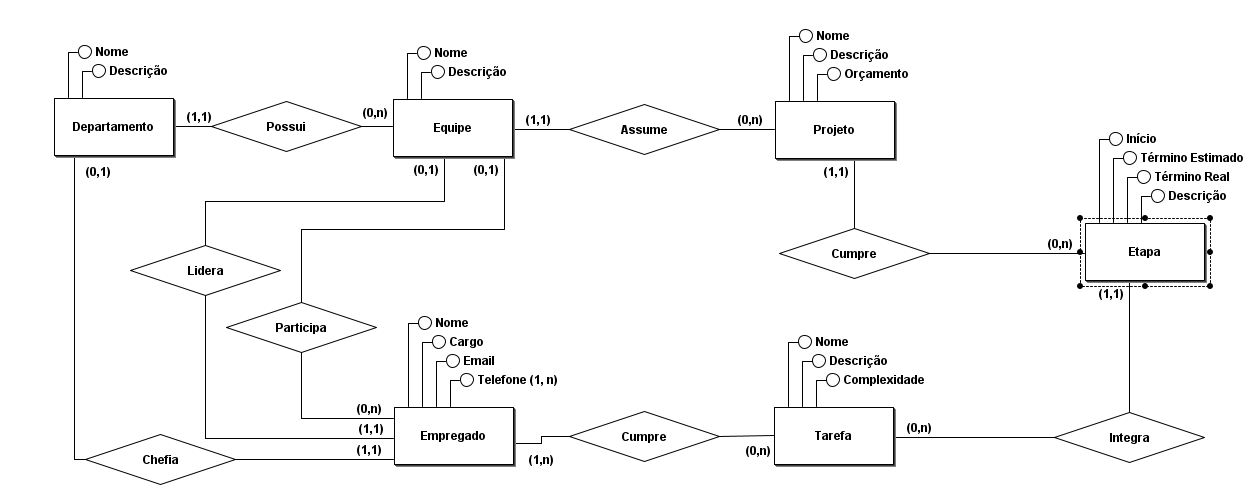 Nome
Descrição
Departamento
(1,1)
Possui
(0,n)
Nome
Descrição
Equipe
(1,1)
Assume
(0,n)
Nome
Descrição
Orçamento
Projeto
(0,1)
(0,1)
(0,1)
(1,1)
Início
Término Estimado
Término Real
Descrição
Etapa
Cumpre
(0,n)
(1,1)
Lidera
Participa
Nome
Cargo
Email
Telefone (1, n)
Empregado
(0,n)
(1,1)
(1,1)
Chefia
(1,n)
Cumpre
(0,n)
Nome
Descrição
Complexidade
Tarefa
(0,n)
Integra